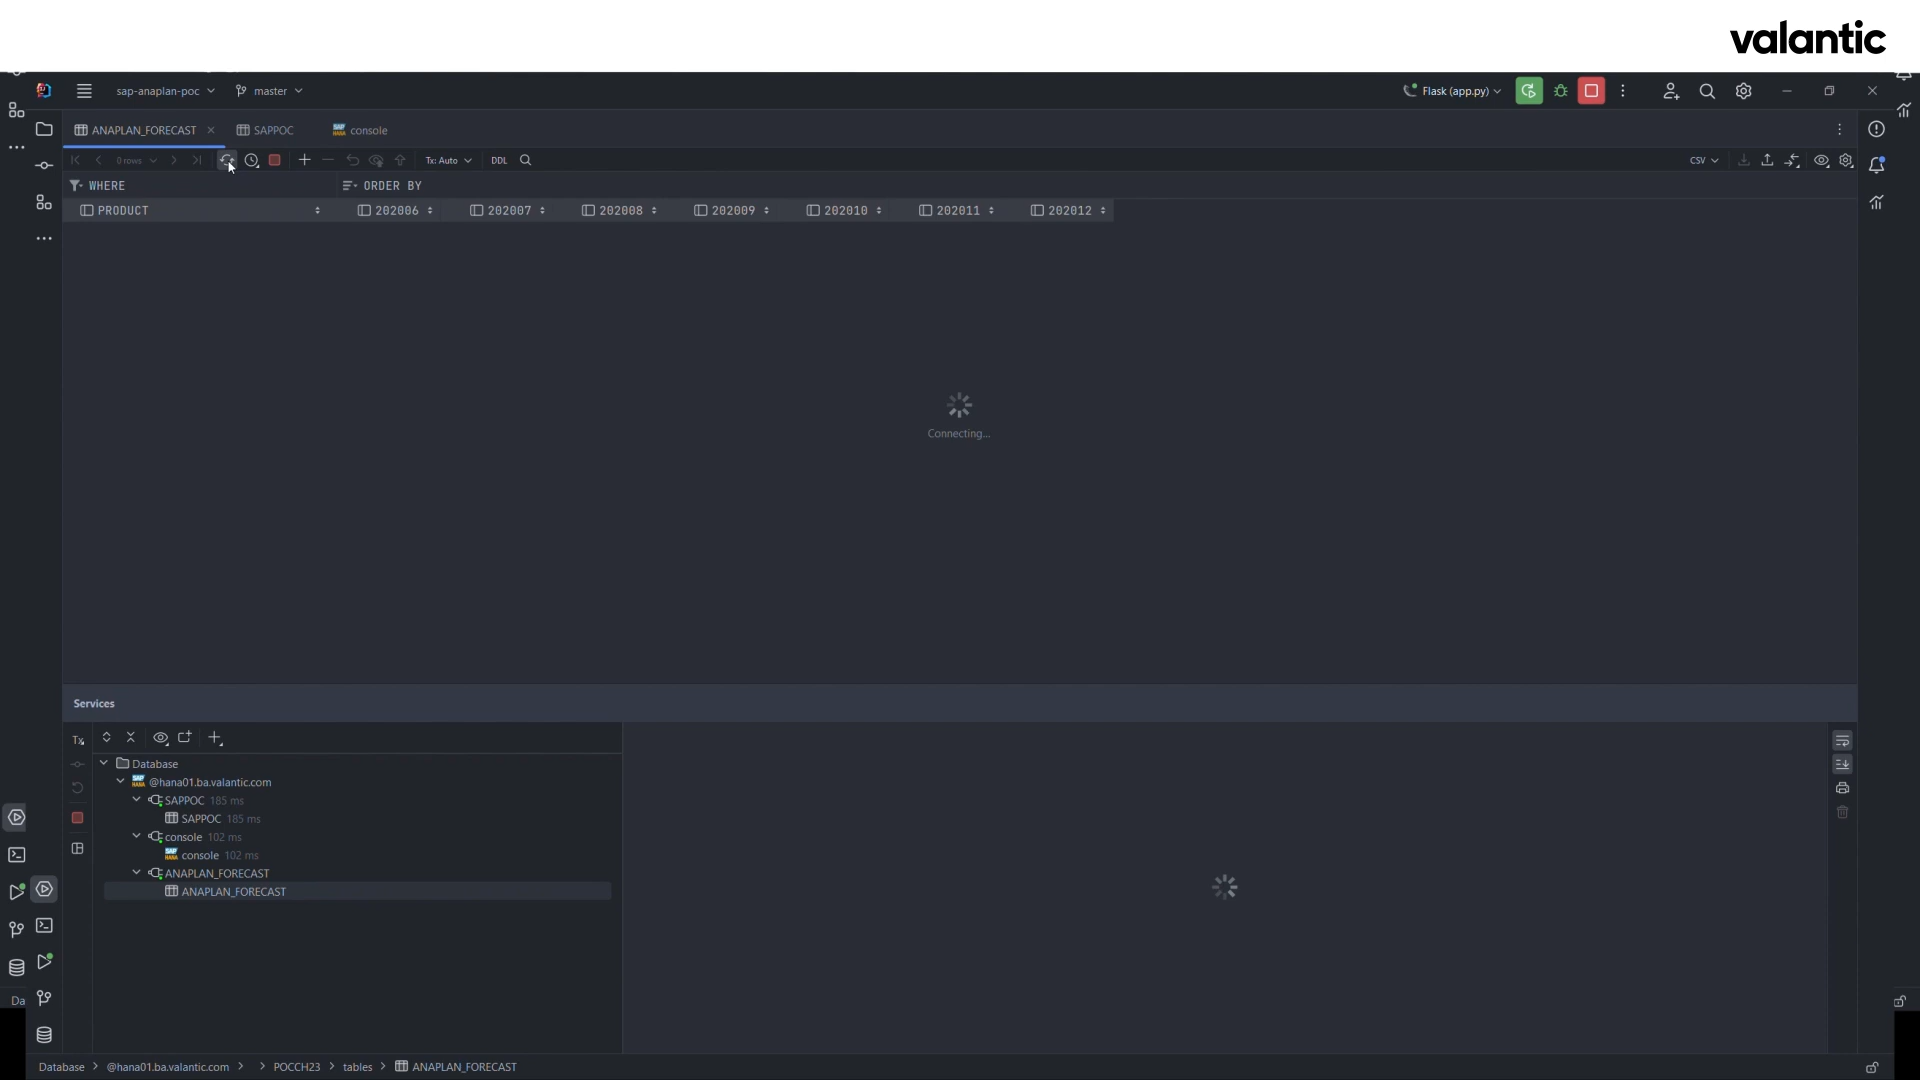 valantic
sap-anaplan-poc
master
Flask (app.py)
ANAPLAN_FORECAST
SAPPOC
console
0 rows
Tx: Auto
DDL
CSV
WHERE
ORDER BY
PRODUCT
202006
202007
202008
202009
202010
202011
202012
Connecting...
Services
Tx
Database
@hana01.ba.valantic.com
SAPPOC 185 ms
SAPPOC 185 ms
console 102 ms
console 102 ms
ANAPLAN_FORECAST
ANAPLAN_FORECAST
Da
Database > @hana01.ba.valantic.com > > POCCH23 > tables > ANAPLAN_FORECAST